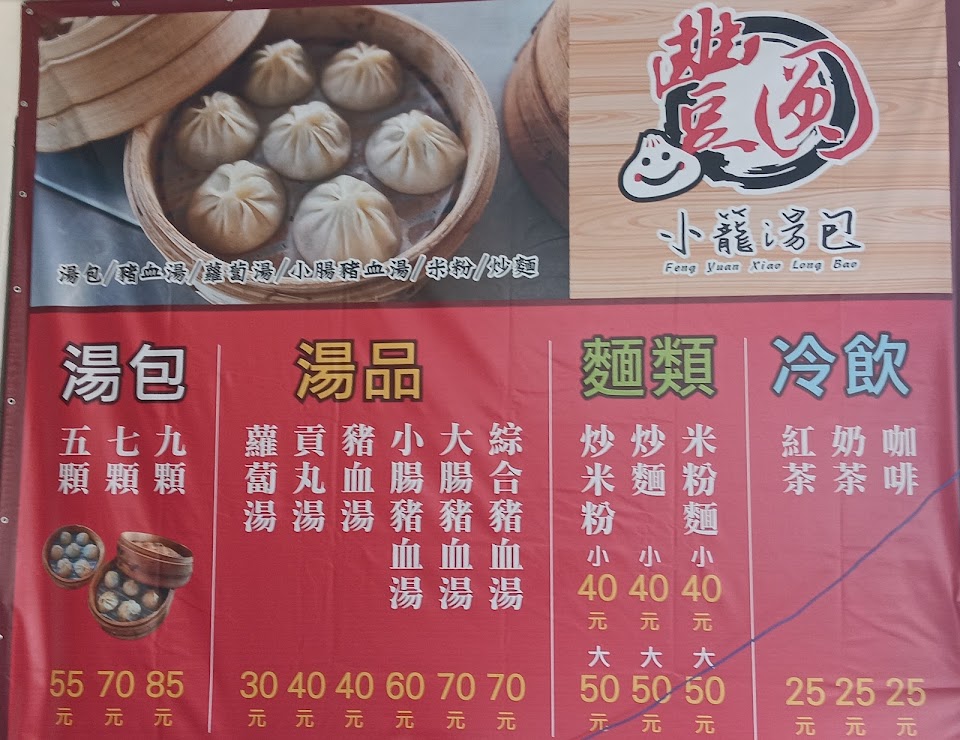 豐圓
小籠湯包
Feng Yuan Xiao Long Bao
湯包/豬血湯/蘿蔔湯/小腸豬血湯/米粉/炒麵
湯包
五顆
55元
七顆
70元
九顆
85元
湯品
蘿蔔湯
30元
貢丸湯
40元
豬血湯
40元
小腸豬血湯
60元
大腸豬血湯
70元
綜合豬血湯
70元
麵類
炒米粉
小
40元
大
50元
炒麵
小
40元
大
50元
米粉麵
小
40元
大
50元
冷飲
紅茶
25元
奶茶
25元
咖啡
25元